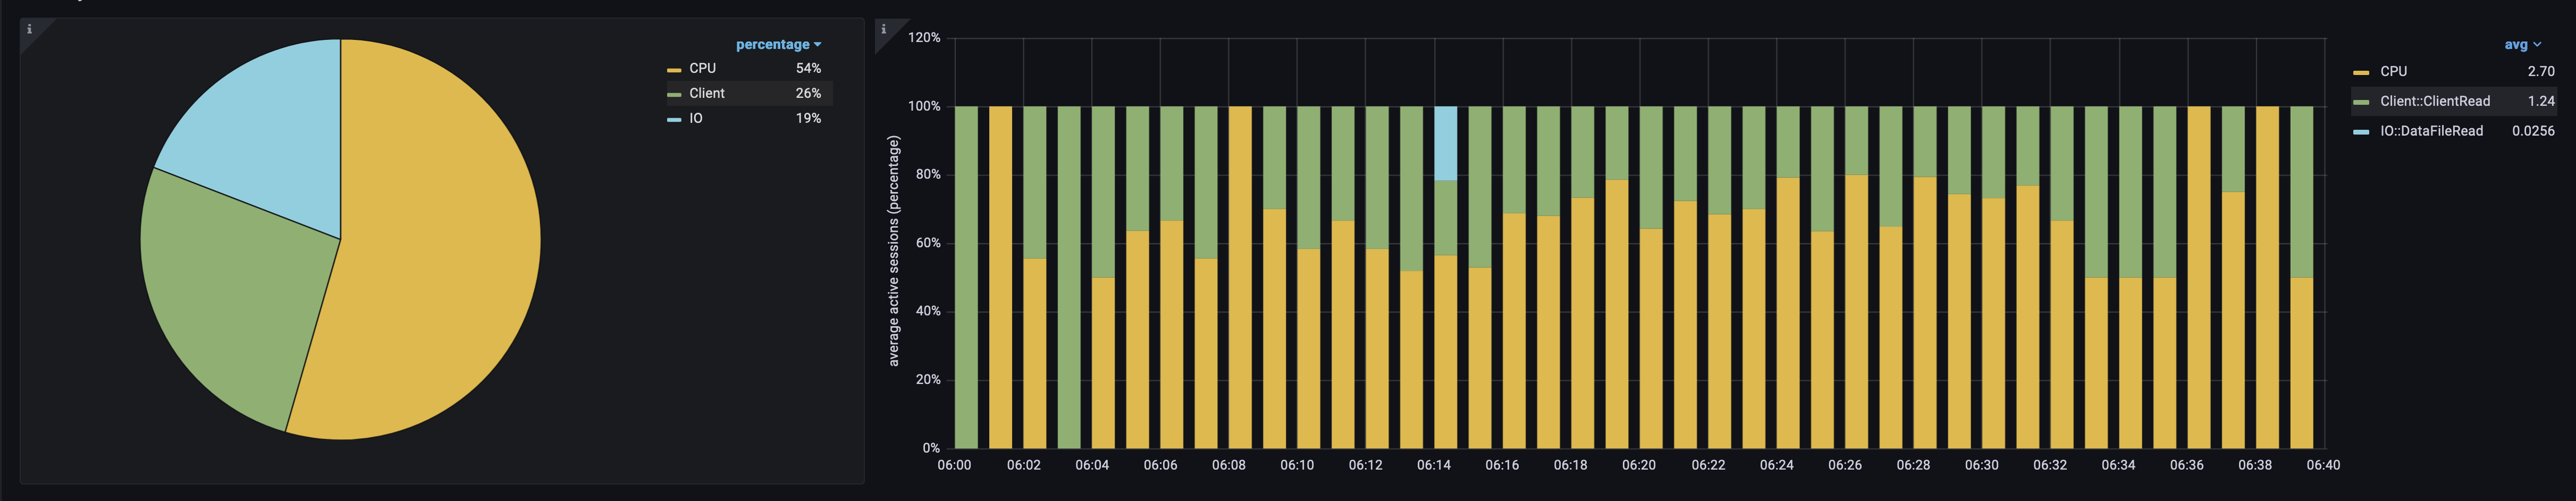 percentage
CPU 54%
Client 26%
IO 19%
average active sessions (percentage)
120%
100%
80%
60%
40%
20%
0%
06:00 06:02 06:04 06:06 06:08 06:10 06:12 06:14 06:16 06:18 06:20 06:22 06:24 06:26 06:28 06:30 06:32 06:34 06:36 06:38 06:40
avg
CPU 2.70
Client::ClientRead 1.24
IO::DataFileRead 0.0256